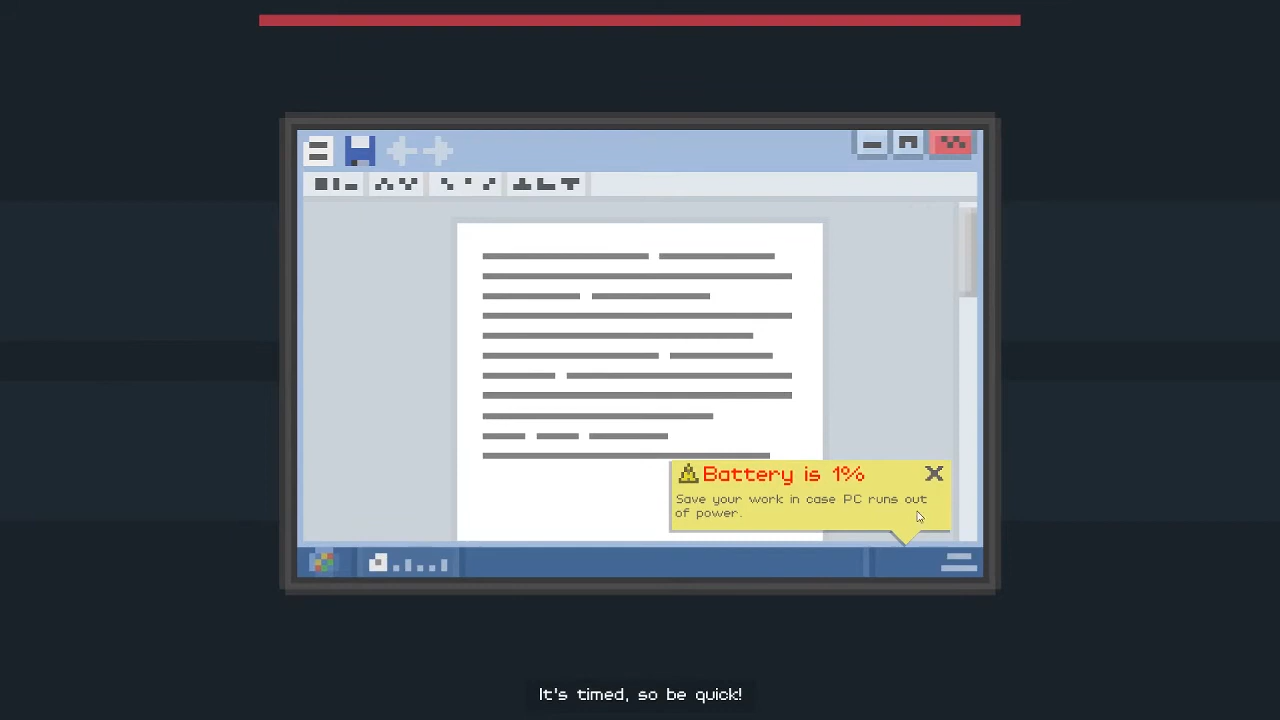 Battery is 1%
Save your work in case PC runs out
of power.
It's timed, so be quick!